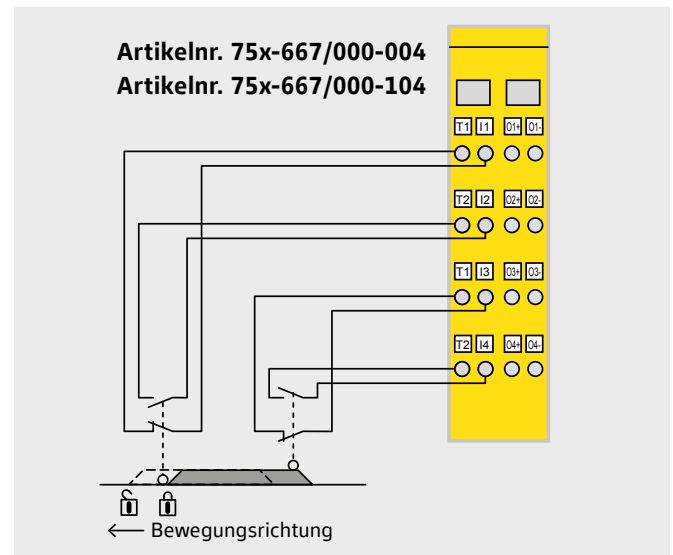 Artikelnr. 75x-667/000-004
Artikelnr. 75x-667/000-104
T1 I1 O1+ O1-
T2 I2 O2+ O2-
T1 I3 O3+ O3-
T2 I4 O4+ O4-
Bewegungsrichtung